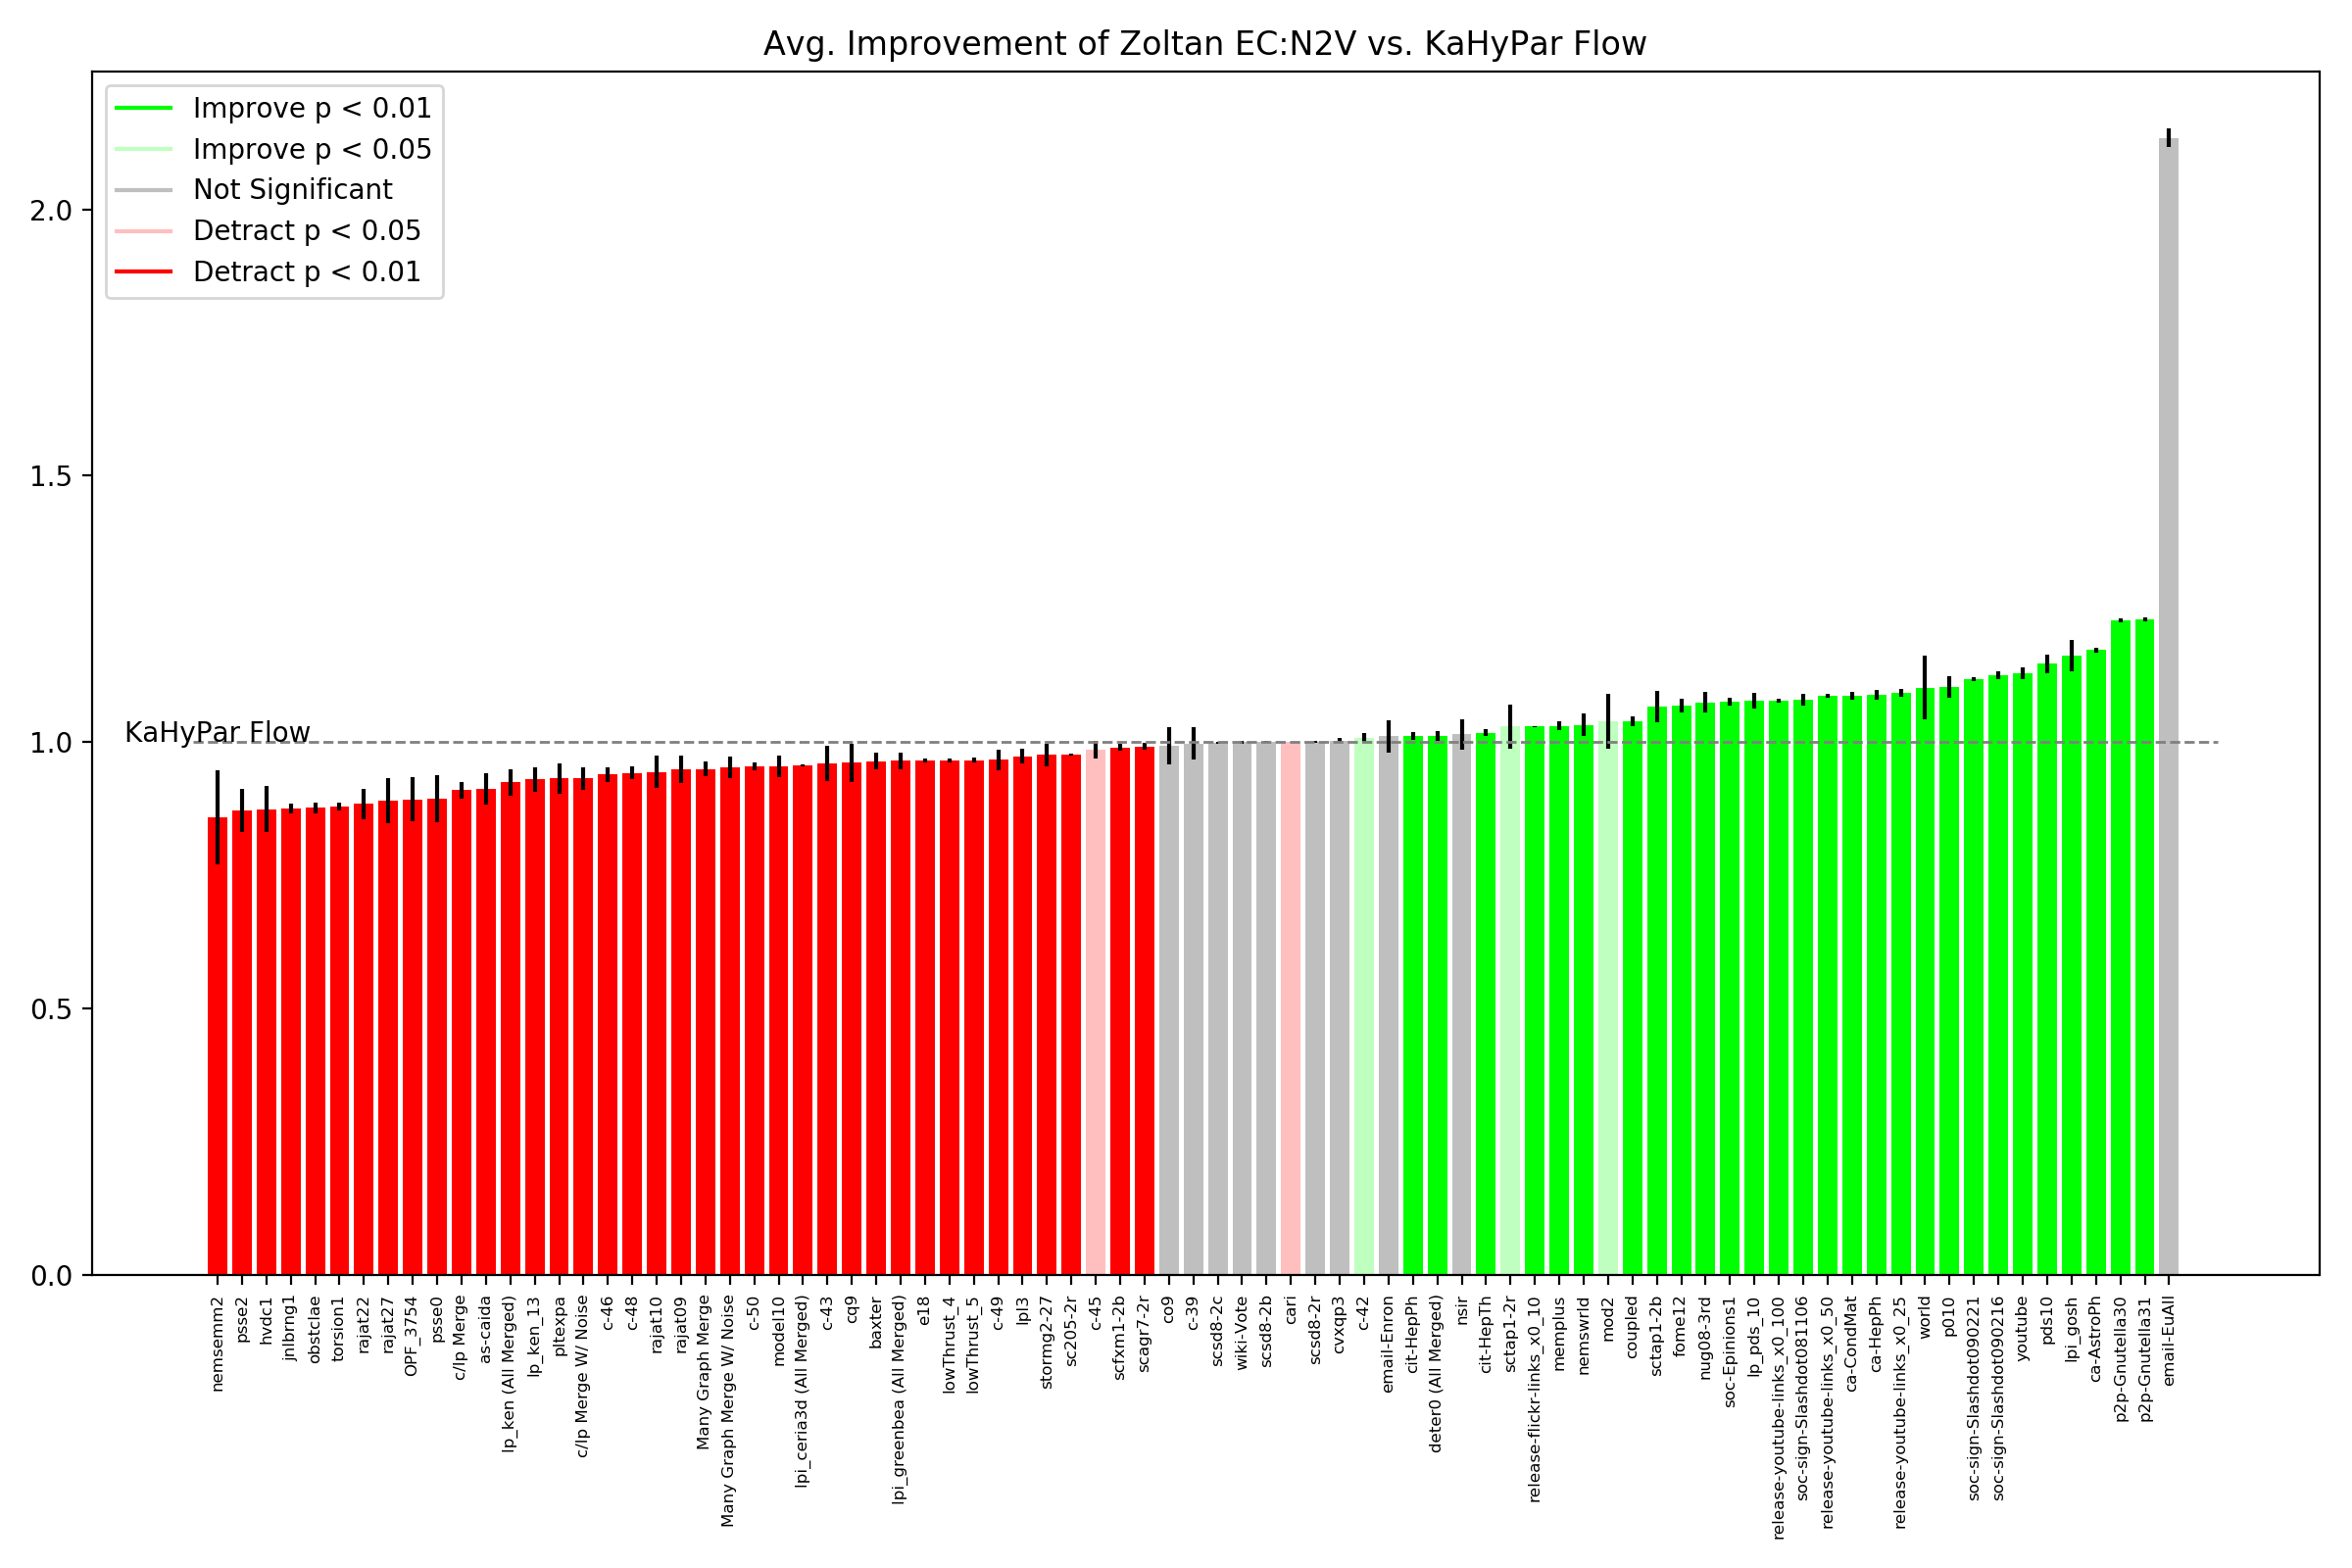 Avg. Improvement of Zoltan EC:N2V vs. KaHyPar Flow
Improve p < 0.01
Improve p < 0.05
Not Significant
Detract p < 0.05
Detract p < 0.01
2.0
1.5
1.0
0.5
0.0
KaHyPar Flow
nemsemm2
psse2
hvdc1
jnlbrng1
obstclae
torsion1
rajat22
rajat27
OPF_3754
psse0
c/lp Merge
as-caida
lp_ken (All Merged)
lp_ken_13
pltexpa
c/lp Merge W/ Noise
c-46
c-48
rajat10
rajat09
Many Graph Merge
Many Graph Merge W/ Noise
c-50
model10
lpi_ceria3d (All Merged)
c-43
cq9
baxter
lpi_greenbea (All Merged)
e18
lowThrust_4
lowThrust_5
c-49
lpl3
stormg2-27
sc205-2r
c-45
scfxm1-2b
scagr7-2r
co9
c-39
scsd8-2c
wiki-Vote
scsd8-2b
cari
scsd8-2r
cvxqp3
c-42
email-Enron
cit-HepPh
deter0 (All Merged)
nsir
cit-HepTh
sctap1-2r
release-flickr-links_x0_10
memplus
nemswrld
mod2
coupled
sctap1-2b
fome12
nug08-3rd
soc-Epinions1
lp_pds_10
release-youtube-links_x0_100
soc-sign-Slashdot081106
release-youtube-links_x0_50
ca-CondMat
ca-HepPh
release-youtube-links_x0_25
world
p010
soc-sign-Slashdot090221
soc-sign-Slashdot090216
youtube
pds10
lpi_gosh
ca-AstroPh
p2p-Gnutella30
p2p-Gnutella31
email-EuAll